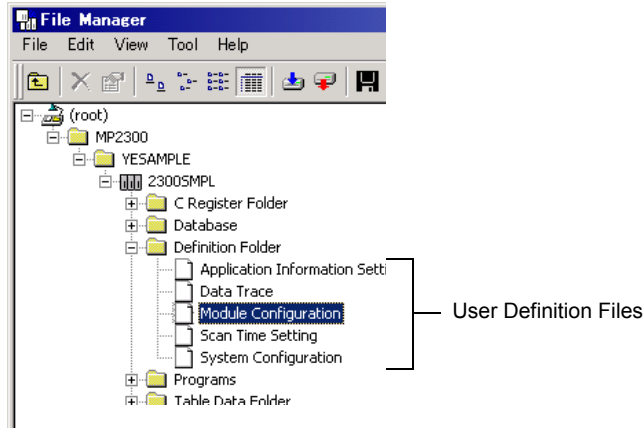 File Manager
File Edit View Tool Help
(root)
MP2300
YESAMPLE
2300SMPL
C Register Folder
Database
Definition Folder
Application Information Setti
Data Trace
Module Configuration
User Definition Files
Scan Time Setting
System Configuration
Programs
Table Data Folder